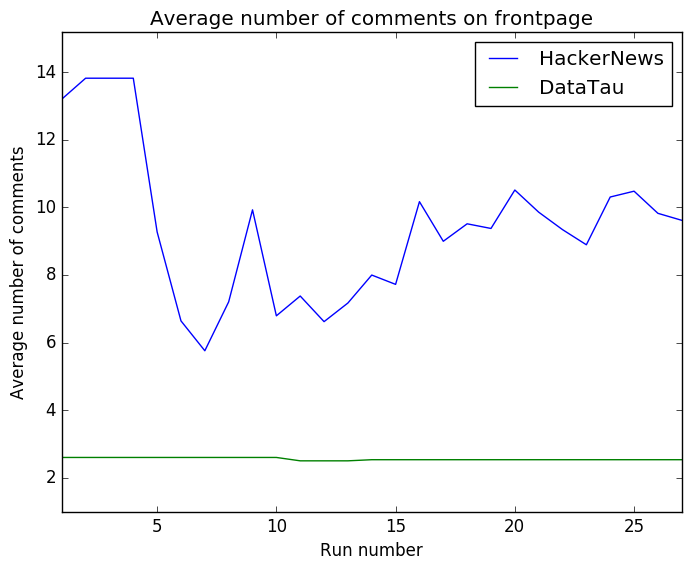 Average number of comments on frontpage
HackerNews
DataTau
14
12
10
8
6
4
2
Average number of comments
5 10 15 20 25
Run number